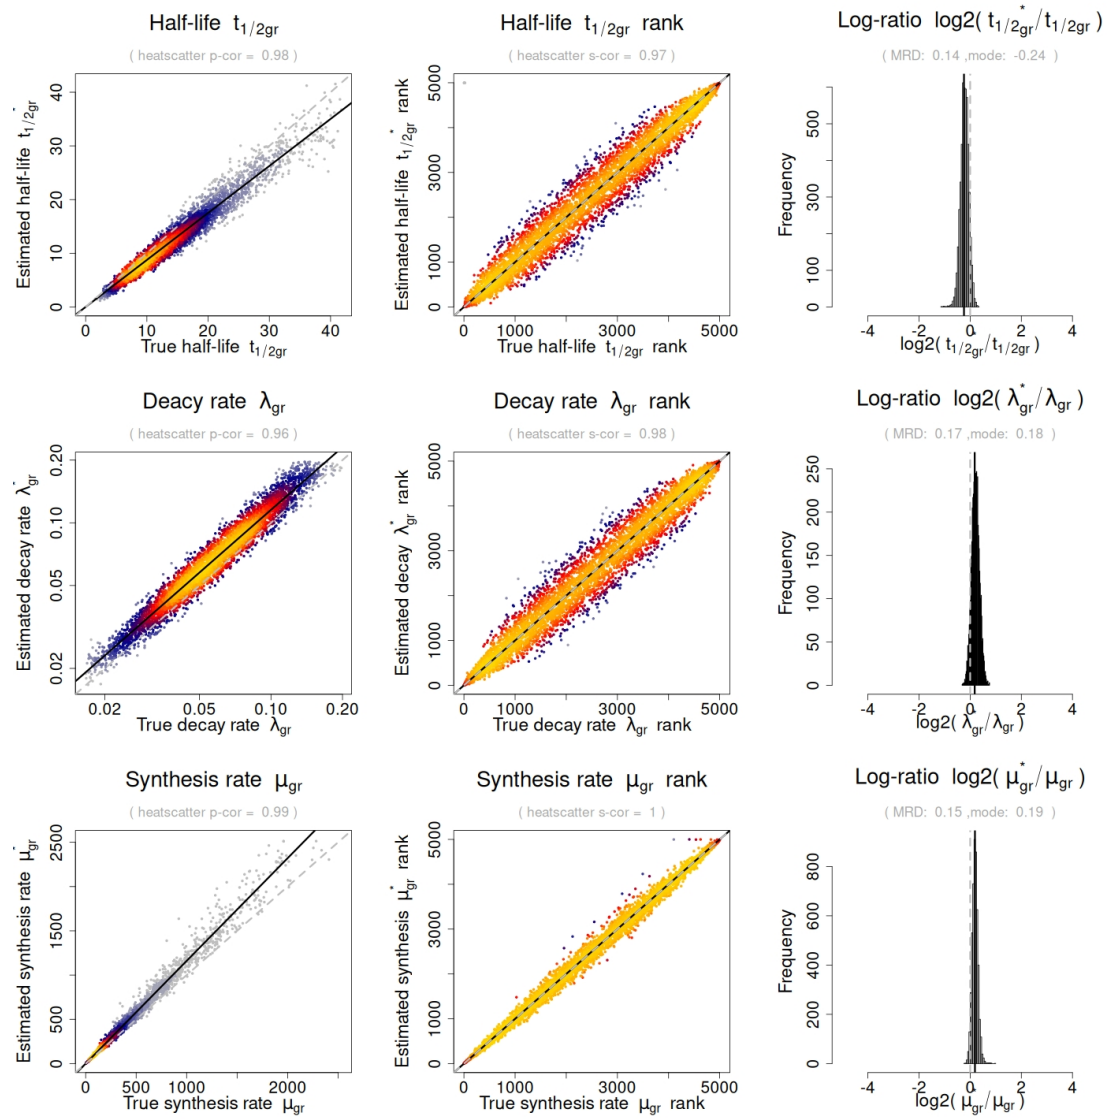 Half-life t1/2gr
( heatscatter p-cor = 0.98 )
Estimated half-life t*1/2gr
40
30
20
10
0
0 10 20 30 40
True half-life t1/2gr
Half-life t1/2gr rank
( heatscatter s-cor = 0.97 )
Estimated half-life t*1/2gr rank
5000
3000
1000
0
0 1000 3000 5000
True half-life t1/2gr rank
Log-ratio log2( t*1/2gr/t1/2gr )
( MRD: 0.14 ,mode: -0.24 )
Frequency
500
300
100
0
-4 -2 0 2 4
log2( t1/2gr/t1/2gr )
Deacy rate λgr
( heatscatter p-cor = 0.96 )
Estimated decay rate λ*gr
0.20
0.10
0.05
0.02
0.02 0.05 0.10 0.20
True decay rate λgr
Decay rate λgr rank
( heatscatter s-cor = 0.98 )
Estimated decay λ*gr rank
5000
3000
1000
0
0 1000 3000 5000
True decay rate λgr rank
Log-ratio log2( λ*gr/λgr )
( MRD: 0.17 ,mode: 0.18 )
Frequency
250
200
150
100
50
0
-4 -2 0 2 4
log2( λgr/λgr )
Synthesis rate μgr
( heatscatter p-cor = 0.99 )
Estimated synthesis rate μ*gr
2500
1500
500
0
0 500 1000 2000
True synthesis rate μgr
Synthesis rate μgr rank
( heatscatter s-cor = 1 )
Estimated synthesis μ*gr rank
5000
3000
1000
0
0 1000 3000 5000
True synthesis rate μgr rank
Log-ratio log2( μ*gr/μgr )
( MRD: 0.15 ,mode: 0.19 )
Frequency
800
600
400
200
0
-4 -2 0 2 4
log2( μgr/μgr )